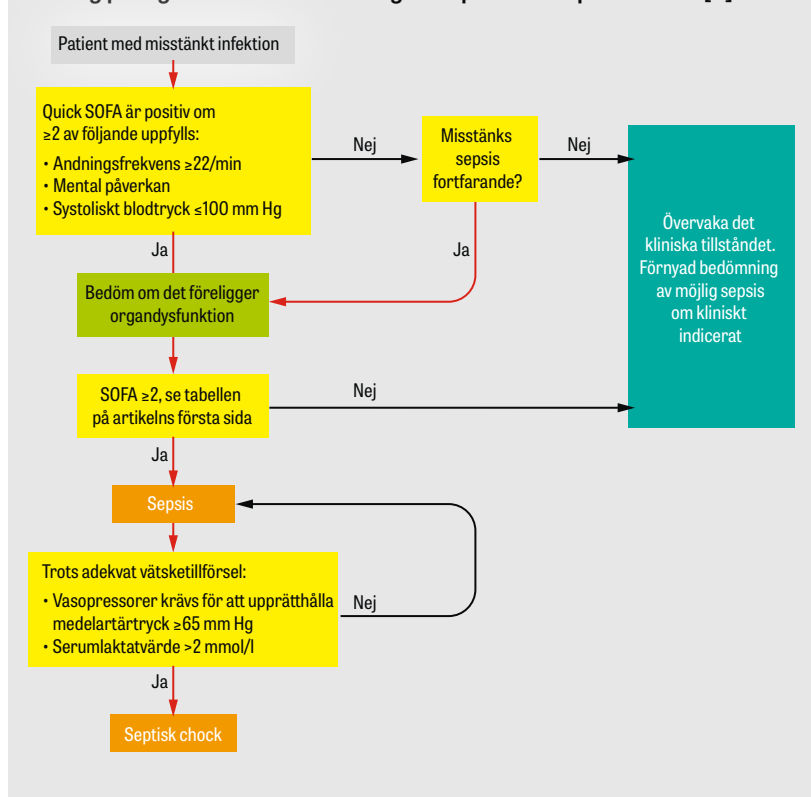 Patient med misstänkt infektion
Quick SOFA är positiv om
≥2 av följande uppfylls:
• Andningsfrekvens ≥22/min
• Mental påverkan
• Systoliskt blodtryck ≤100 mm Hg
Nej
Misstänks
sepsis
fortfarande?
Nej
Övervaka det
kliniska tillståndet.
Förnyad bedömning
av möjlig sepsis
om kliniskt
indicerat
Ja
Ja
Bedöm om det föreligger
organdysfunktion
SOFA ≥2, se tabellen
på artikelns första sida
Nej
Ja
Sepsis
Trots adekvat vätsketillförsel:
• Vasopressorer krävs för att upprätthålla
medelartärtryck ≥65 mm Hg
• Serumlaktatvärde >2 mmol/l
Nej
Ja
Septisk chock